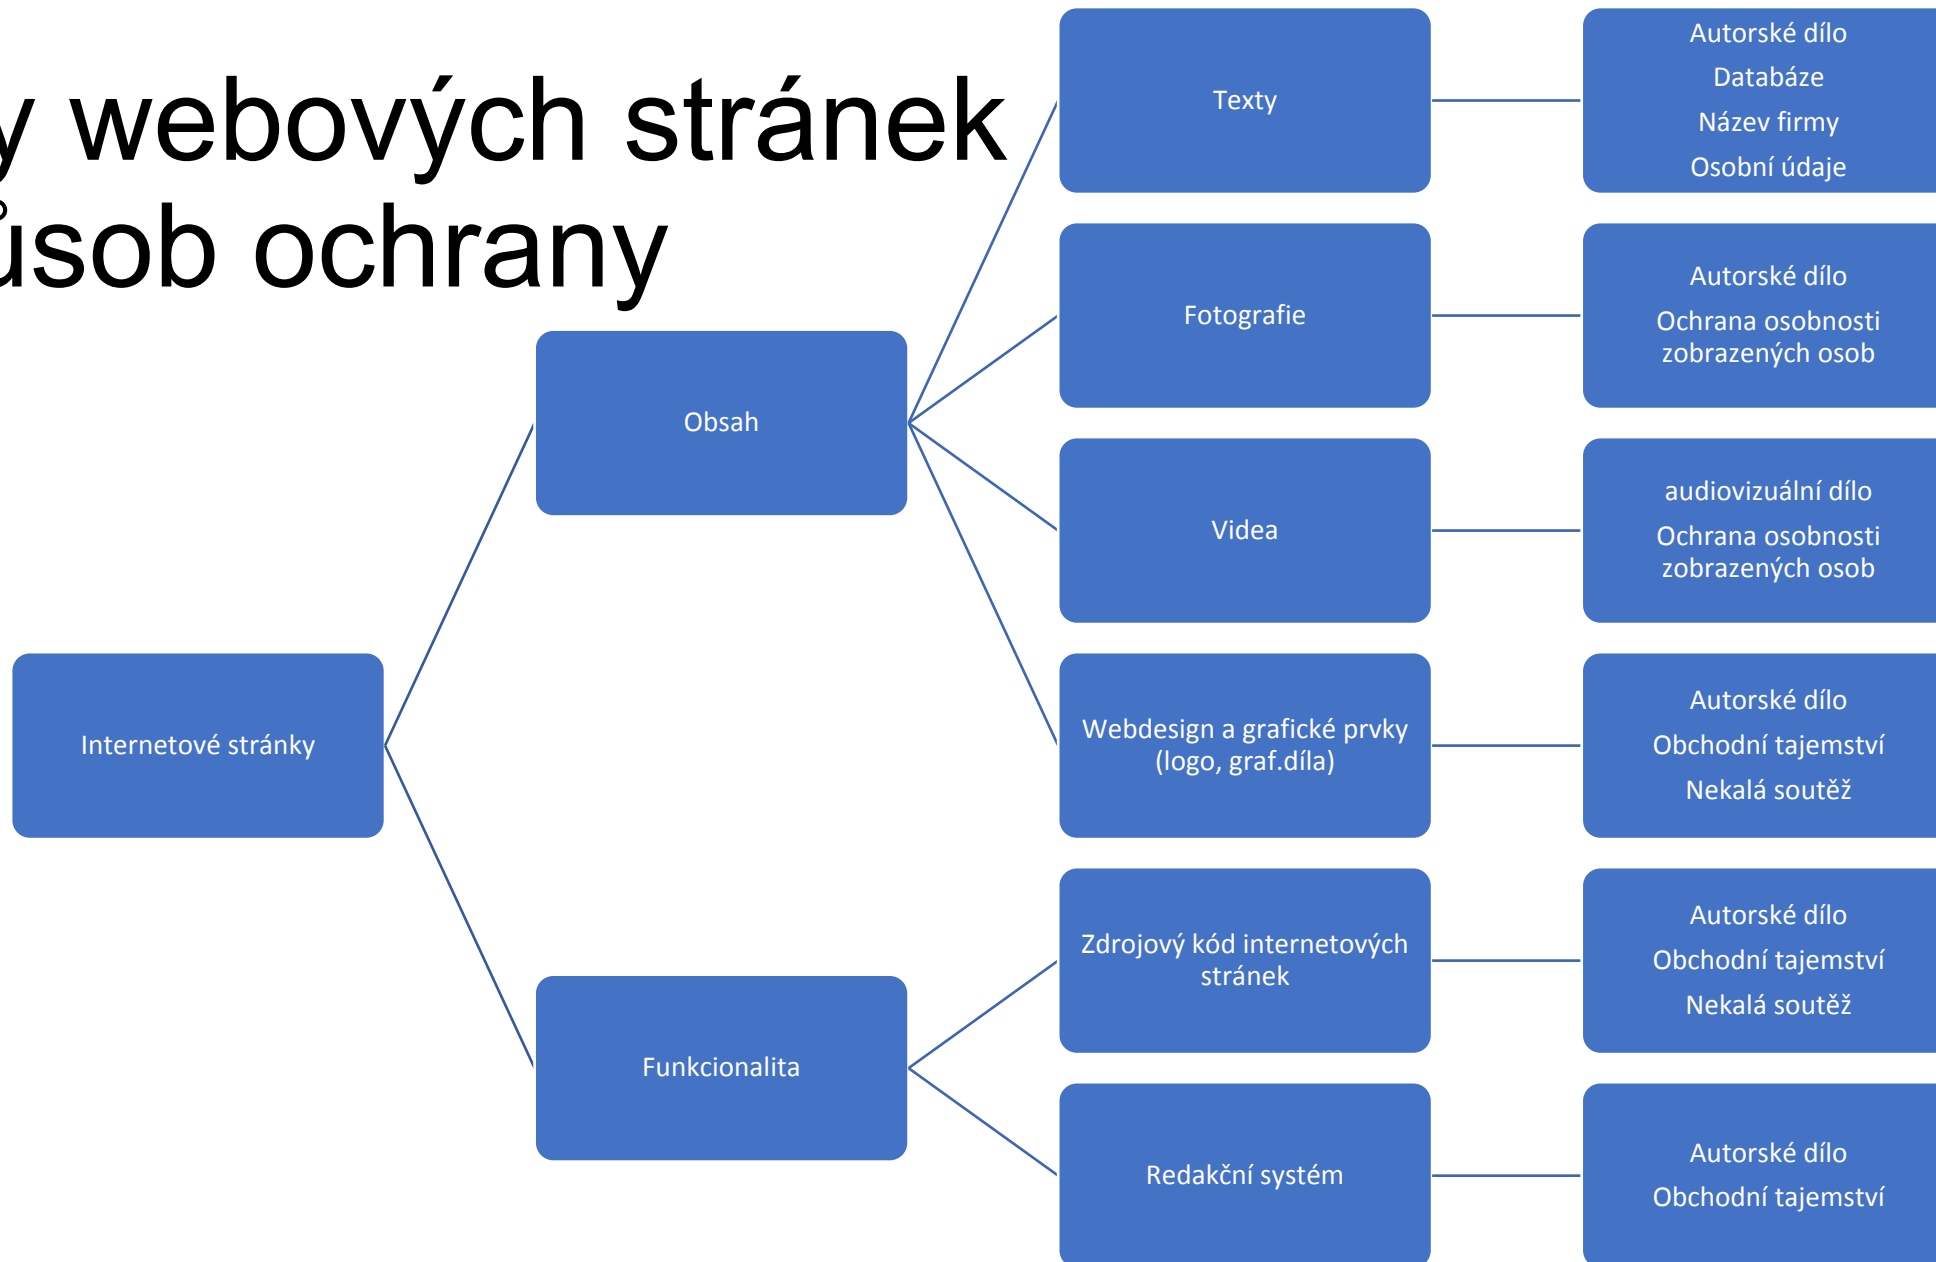 y webových stránek
ůsob ochrany
Internetové stránky
Obsah
Texty
Autorské dílo
Databáze
Název firmy
Osobní údaje
Fotografie
Autorské dílo
Ochrana osobnosti
zobrazených osob
Videa
audiovizuální dílo
Ochrana osobnosti
zobrazených osob
Webdesign a grafické prvky
(logo, graf.díla)
Autorské dílo
Obchodní tajemství
Nekalá soutěž
Funkcionalita
Zdrojový kód internetových
stránek
Autorské dílo
Obchodní tajemství
Nekalá soutěž
Redakční systém
Autorské dílo
Obchodní tajemství